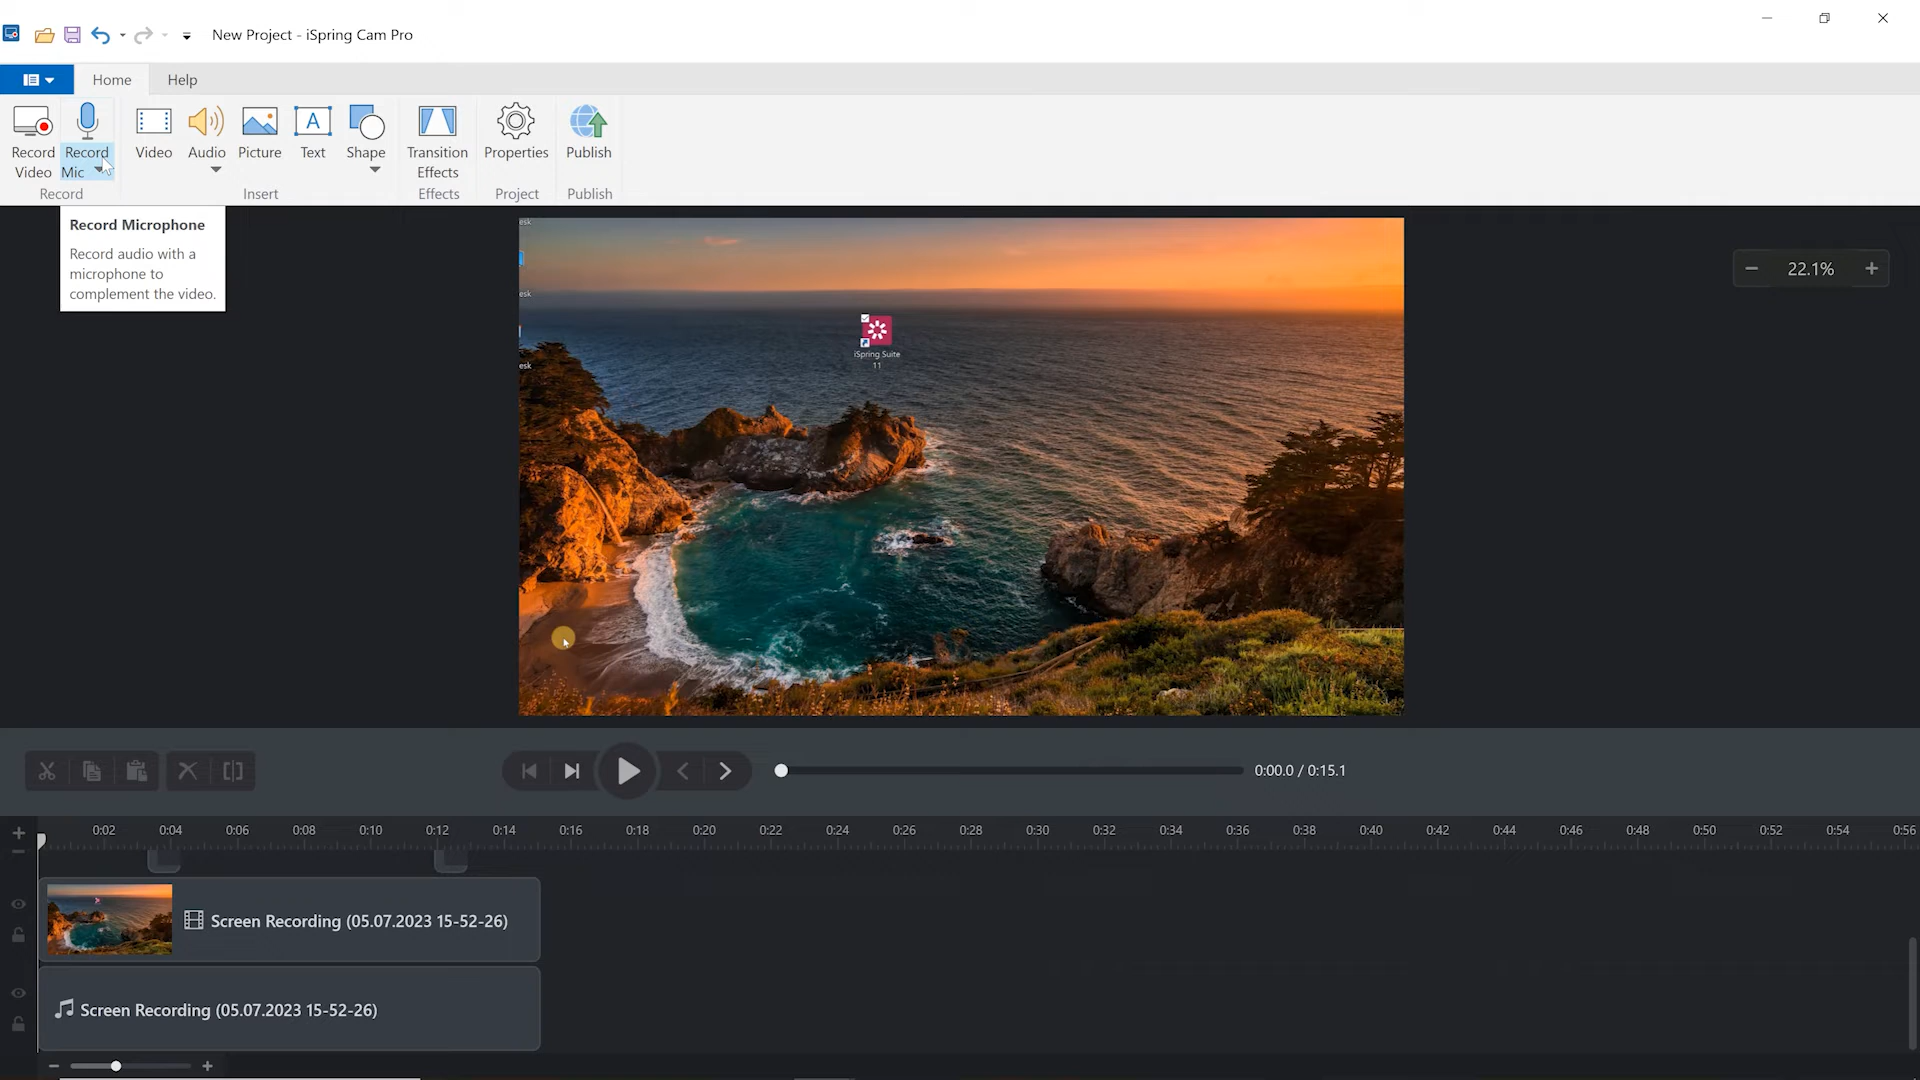 New Project - iSpring Cam Pro
Home
Help
Record
Video
Record
Mic
Video
Audio
Picture
A
Text
Shape
Transition
Effects
Properties
Publish
Record
Insert
Effects
Project
Publish
Record Microphone
Record audio with a
microphone to
complement the video.
22.1%
esk
esk
esk
iSpring Suite
11
0:00.0 / 0:15.1
0:02 0:04 0:06 0:08 0:10 0:12 0:14 0:16 0:18 0:20 0:22 0:24 0:26 0:28 0:30 0:32 0:34 0:36 0:38 0:40 0:42 0:44 0:46 0:48 0:50 0:52 0:54 0:56
Screen Recording (05.07.2023 15-52-26)
Screen Recording (05.07.2023 15-52-26)